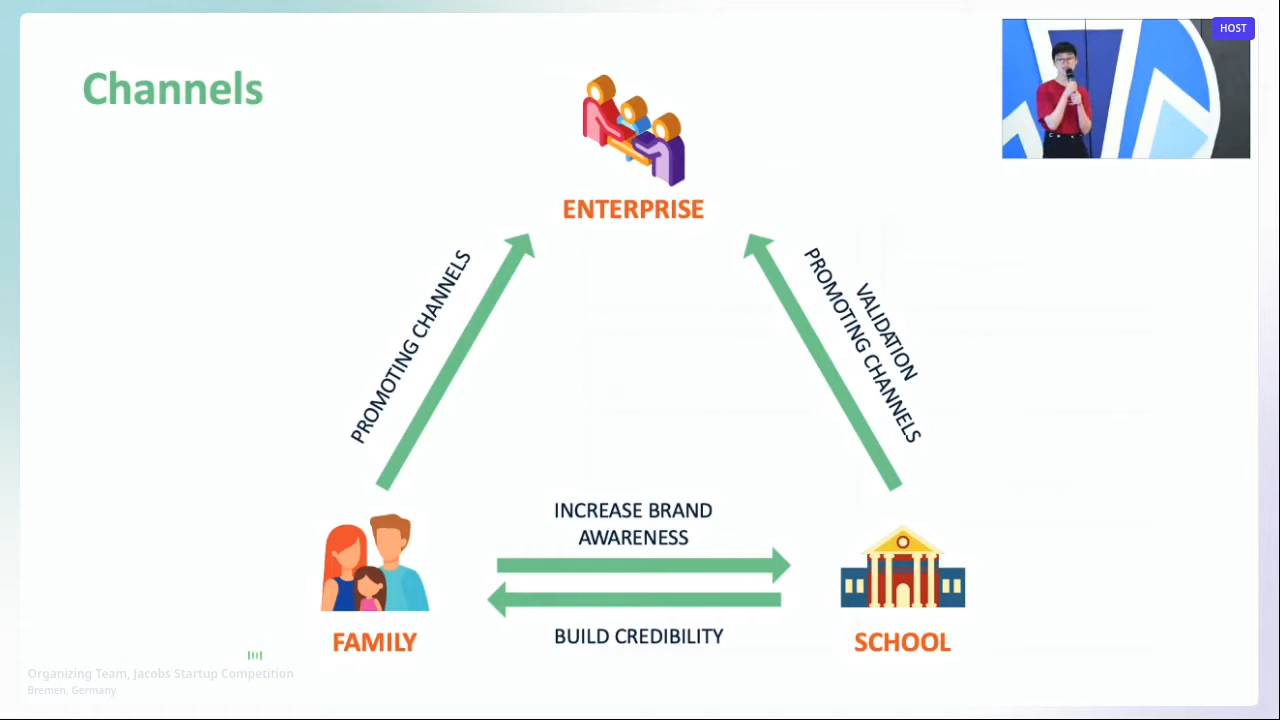 HOST
Channels
ENTERPRISE
PROMOTING CHANNELS
VALIDATION
PROMOTING CHANNELS
INCREASE BRAND
AWARENESS
BUILD CREDIBILITY
FAMILY
SCHOOL
Organizing Team, Jacobs Startup Competition
Bremen, Germany